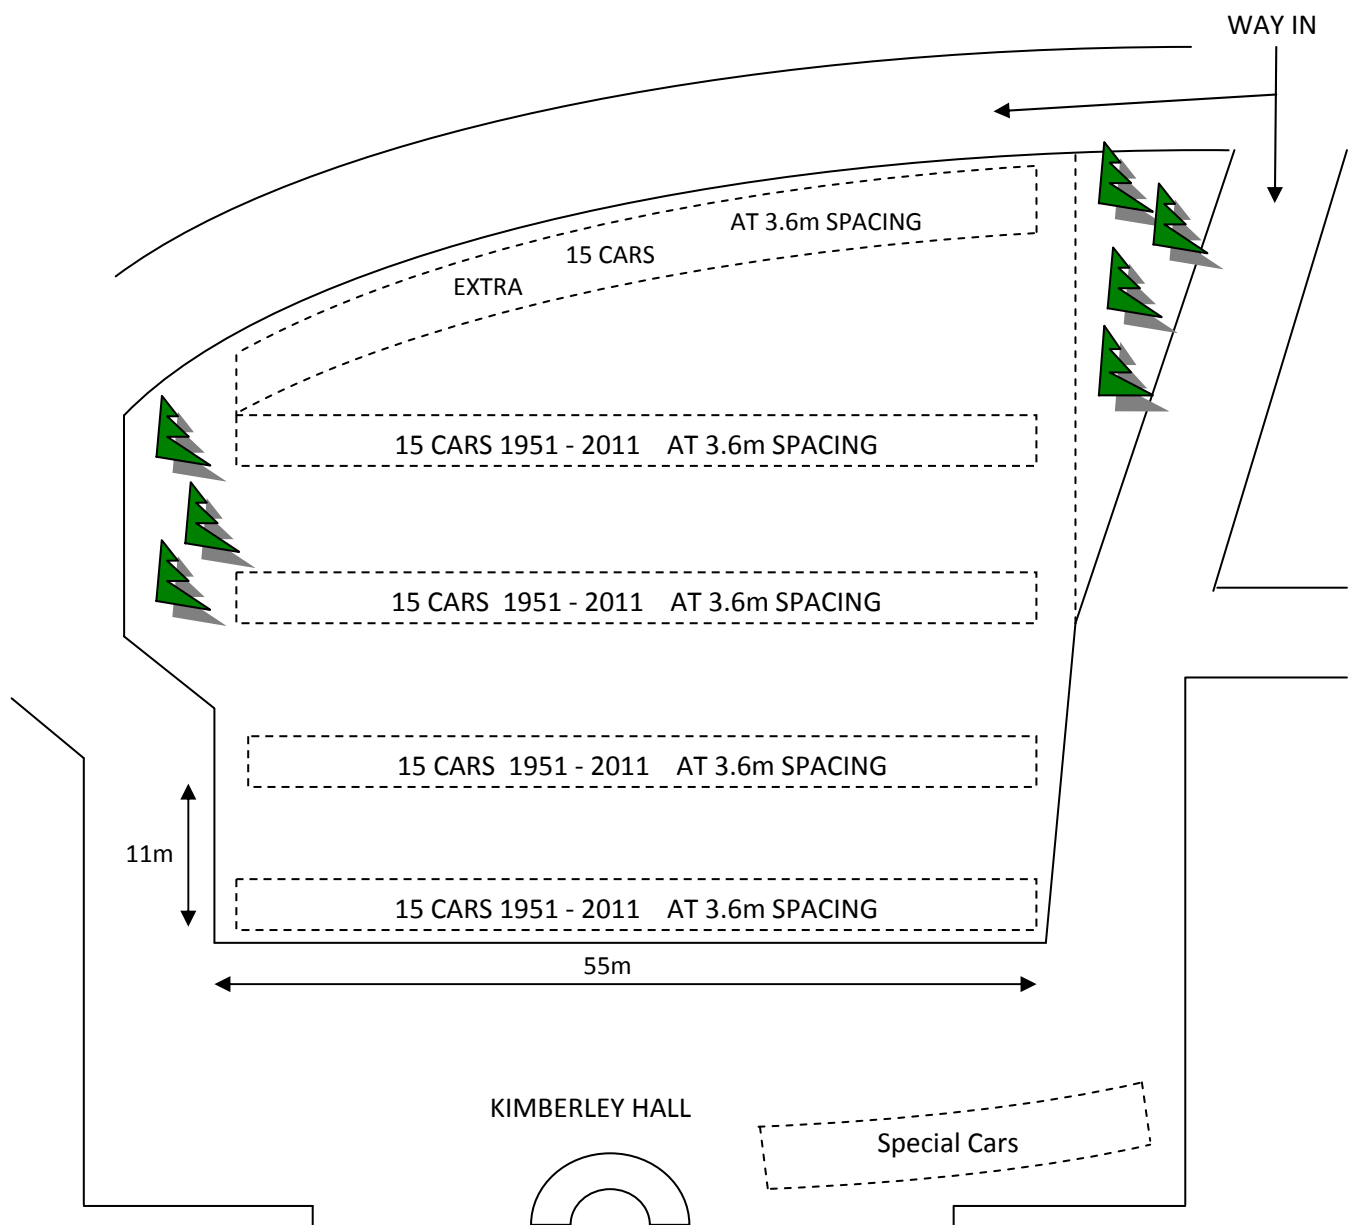 WAY IN
AT 3.6m SPACING
15 CARS
EXTRA
15 CARS 1951 - 2011    AT 3.6m SPACING
15 CARS  1951 - 2011    AT 3.6m SPACING
15 CARS  1951 - 2011    AT 3.6m SPACING
11m
15 CARS 1951 - 2011    AT 3.6m SPACING
55m
KIMBERLEY HALL
Special Cars